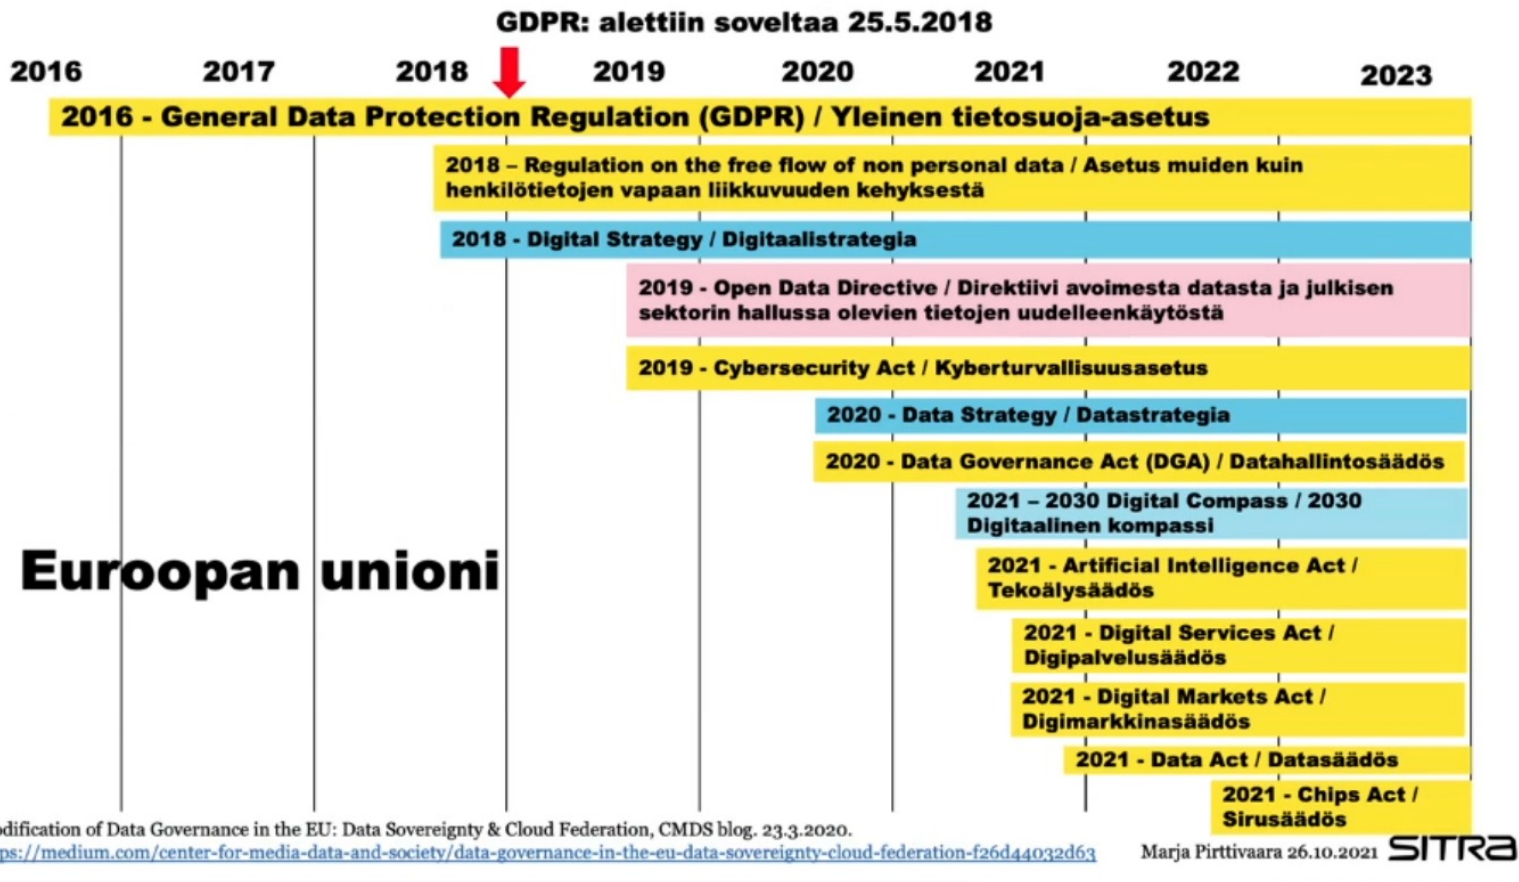 GDPR: alettiin soveltaa 25.5.2018
2016 2017 2018 2019 2020 2021 2022 2023
2016 - General Data Protection Regulation (GDPR) / Yleinen tietosuoja-asetus
2018 – Regulation on the free flow of non personal data / Asetus muiden kuin
henkilötietojen vapaan liikkuvuuden kehyksestä
2018 - Digital Strategy / Digitaalistrategia
2019 - Open Data Directive / Direktiivi avoimesta datasta ja julkisen
sektorin hallussa olevien tietojen uudelleenkäytöstä
2019 - Cybersecurity Act / Kyberturvallisuusasetus
2020 - Data Strategy / Datastrategia
2020 - Data Governance Act (DGA) / Datahallintosäädös
2021 – 2030 Digital Compass / 2030
Digitaalinen kompassi
Euroopan unioni
2021 - Artificial Intelligence Act /
Tekoälysäädös
2021 - Digital Services Act /
Digipalvelusäädös
2021 - Digital Markets Act /
Digimarkkinasäädös
2021 - Data Act / Datasäädös
2021 - Chips Act /
Sirusäädös
odification of Data Governance in the EU: Data Sovereignty & Cloud Federation, CMDS blog. 23.3.2020.
ps://medium.com/center-for-media-data-and-society/data-governance-in-the-eu-data-sovereignty-cloud-federation-f26d44032d63
Marja Pirttivaara 26.10.2021 SITRA